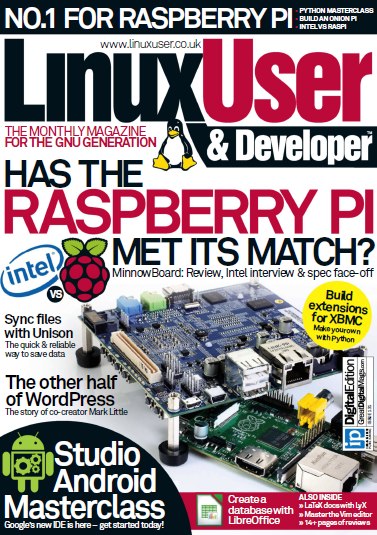 NO.1 FOR RASPBERRY PI
• PYTHON MASTERCLASS
• BUILD AN ONION PI
• INTEL VS RASPI
www.linuxuser.co.uk
LinuxUser
& Developer
THE MONTHLY MAGAZINE
FOR THE GNU GENERATION
HAS THE
RASPBERRY PI
MET ITS MATCH?
MinnowBoard: Review, Intel interview & spec face-off
intel
VS
Build
extensions
for XBMC
Make your own
with Python
Sync files
with Unison
The quick & reliable
way to save data
The other half
of WordPress
The story of co-creator Mark Little
ip DigitalEdition
GreatDigitalMags.com
Studio
Android
Masterclass
Google's new IDE is here – get started today!
Create a
database with
LibreOffice
ALSO INSIDE
» LaTeX docs with LyX
» Master the Vim editor
» 14+ pages of reviews